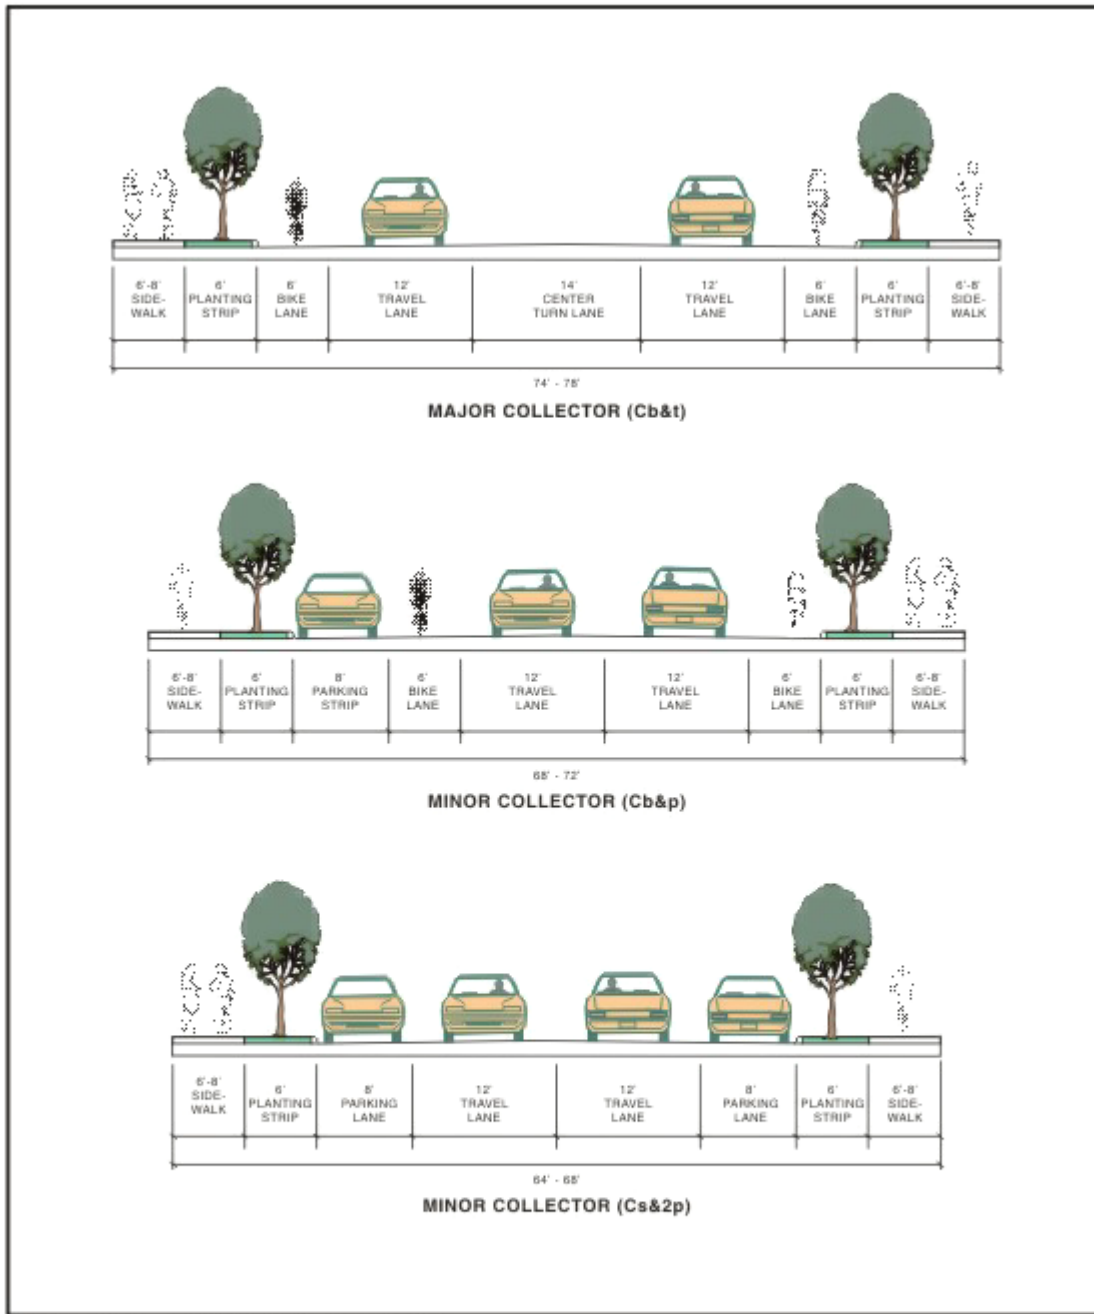 6'-8'
SIDE-
WALK
6'
PLANTING
STRIP
6'
BIKE
LANE
12'
TRAVEL
LANE
14'
CENTER
TURN LANE
12'
TRAVEL
LANE
6'
BIKE
LANE
6'
PLANTING
STRIP
6'-8'
SIDE-
WALK
74' - 78'
MAJOR COLLECTOR (Cb&t)
6'-8'
SIDE-
WALK
6'
PLANTING
STRIP
8'
PARKING
STRIP
6'
BIKE
LANE
12'
TRAVEL
LANE
12'
TRAVEL
LANE
6'
BIKE
LANE
6'
PLANTING
STRIP
6'-8'
SIDE-
WALK
68' - 72'
MINOR COLLECTOR (Cb&p)
6'-8'
SIDE-
WALK
6'
PLANTING
STRIP
8'
PARKING
LANE
12'
TRAVEL
LANE
12'
TRAVEL
LANE
8'
PARKING
LANE
6'
PLANTING
STRIP
6'-8'
SIDE-
WALK
64' - 68'
MINOR COLLECTOR (Cs&2p)